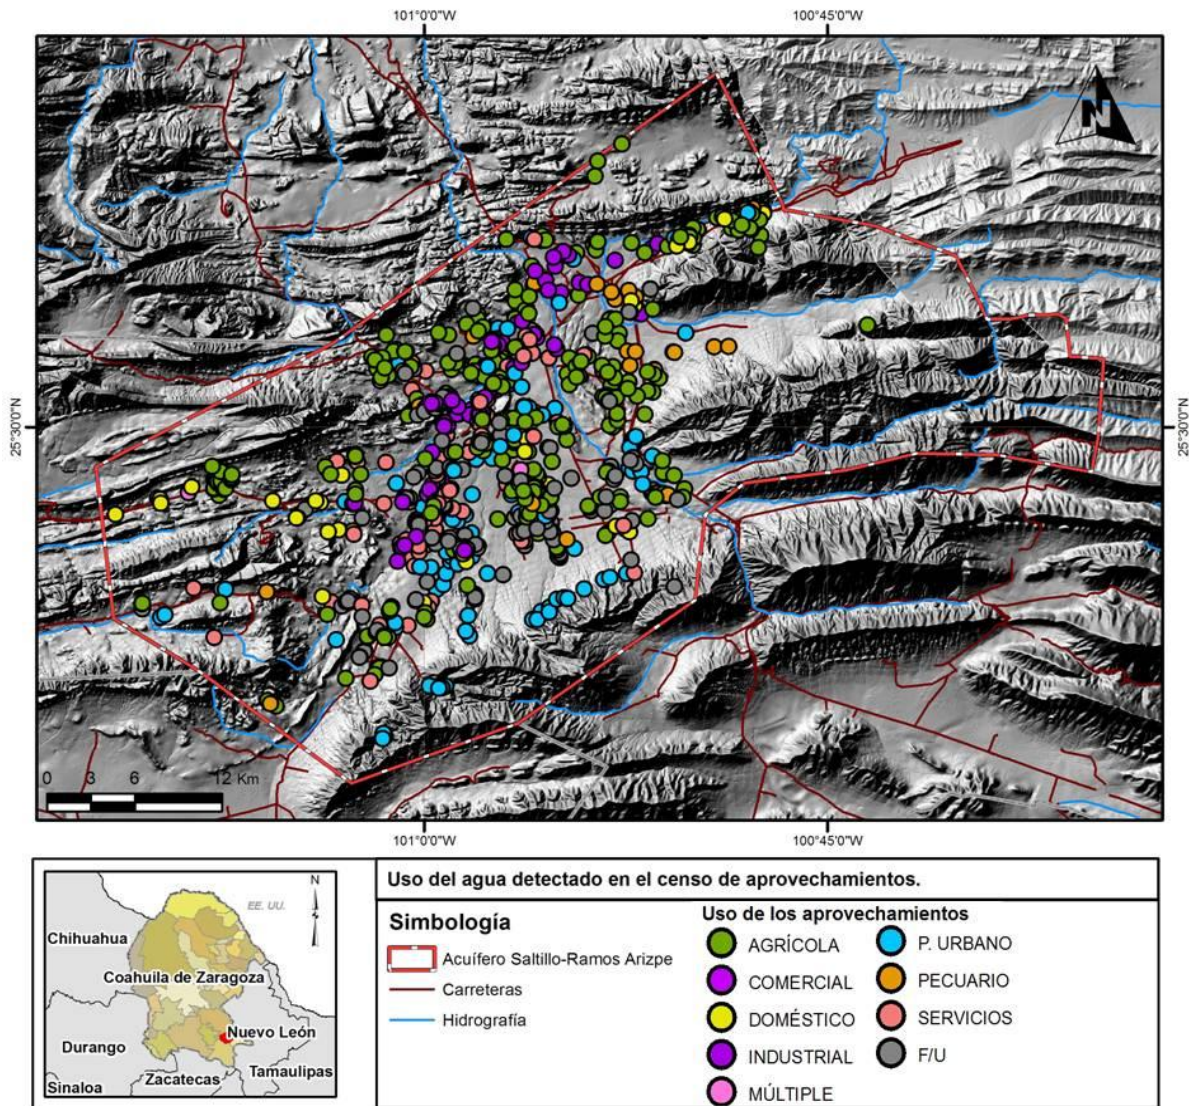 101°0'0"W 100°45'0"W
N
25°30'0"N 25°30'0"N
0 3 6 12 Km
101°0'0"W 100°45'0"W
Uso del agua detectado en el censo de aprovechamientos.
N
EE. UU.
Chihuahua
Coahuila de Zaragoza
Nuevo León
Durango
Tamaulipas
Zacatecas
Sinaloa
Simbología
Acuífero Saltillo-Ramos Arizpe
Carreteras
Hidrografía
Uso de los aprovechamientos
AGRÍCOLA
COMERCIAL
DOMÉSTICO
INDUSTRIAL
MÚLTIPLE
P. URBANO
PECUARIO
SERVICIOS
F/U